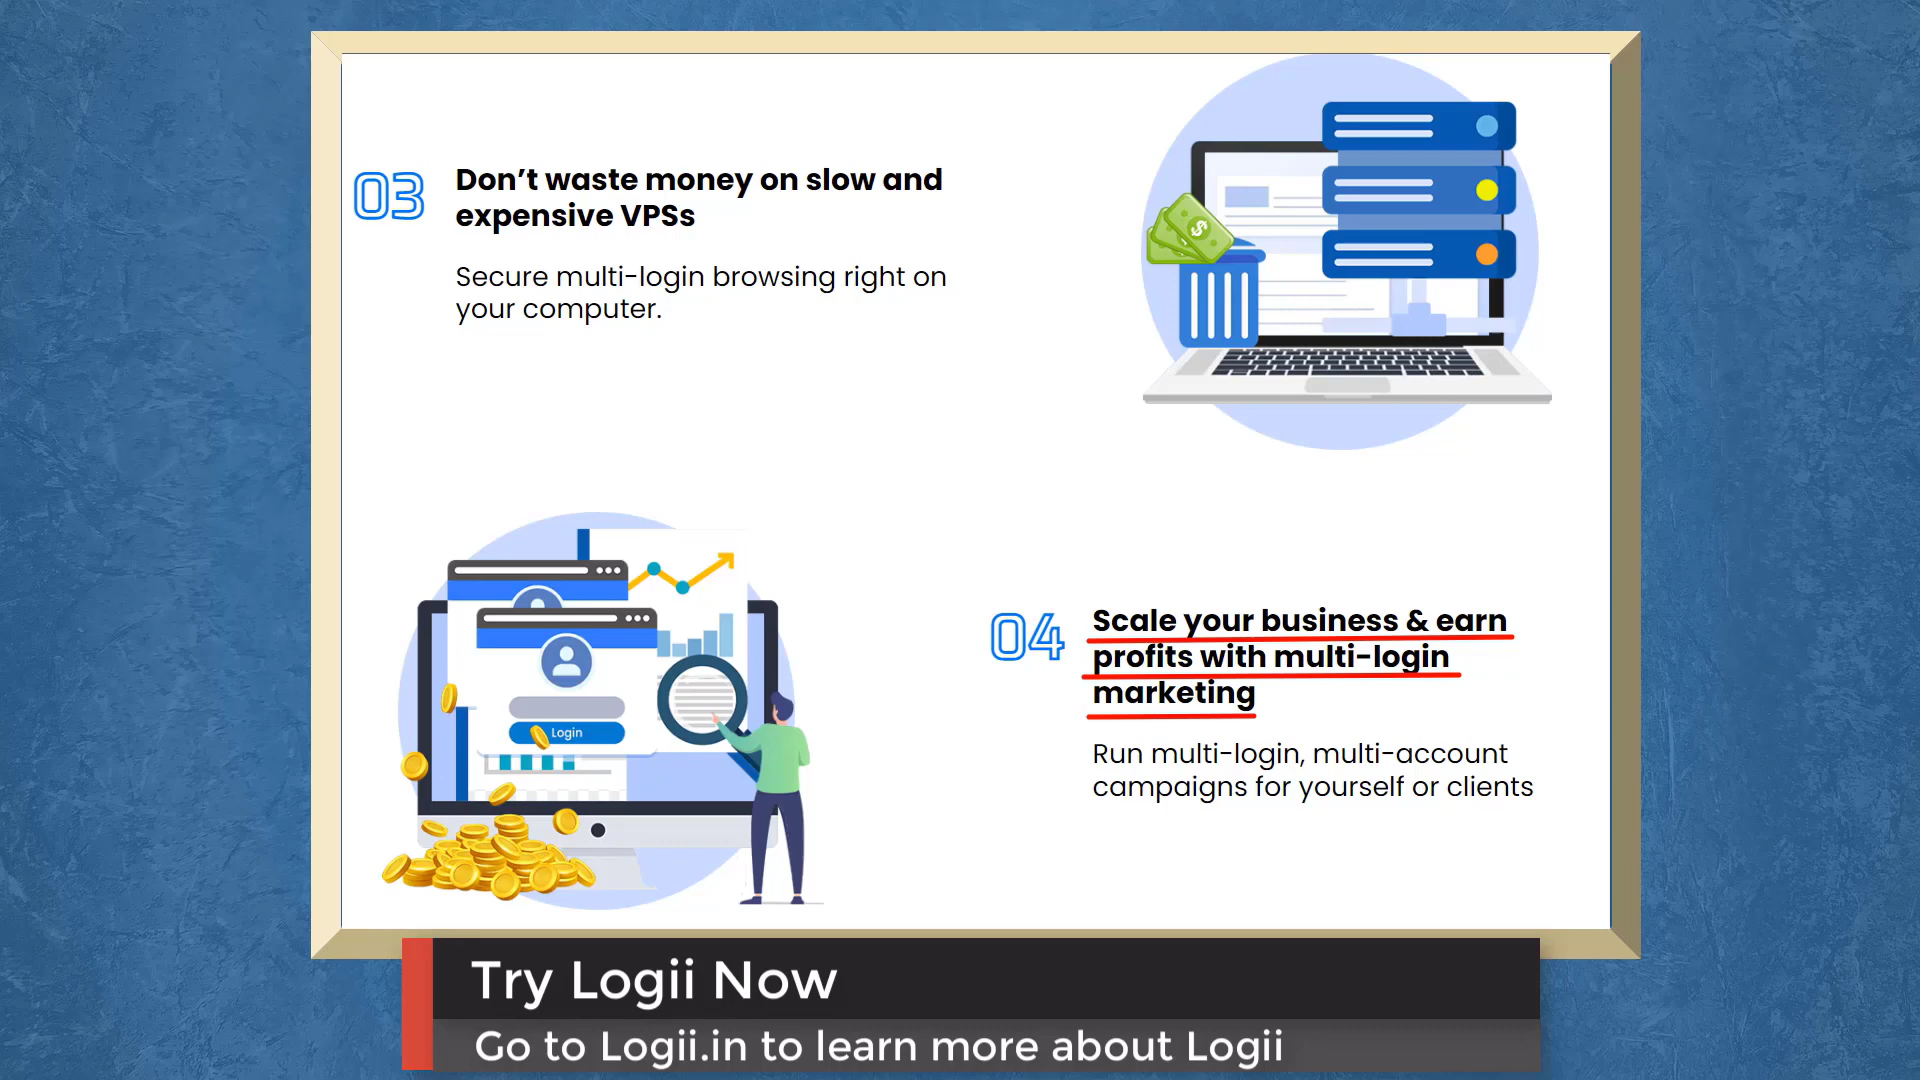 03
Don’t waste money on slow and
expensive VPSs
Secure multi-login browsing right on
your computer.
Login
04
Scale your business & earn
profits with multi-login
marketing
Run multi-login, multi-account
campaigns for yourself or clients
Try Logii Now
Go to Logii.in to learn more about Logii